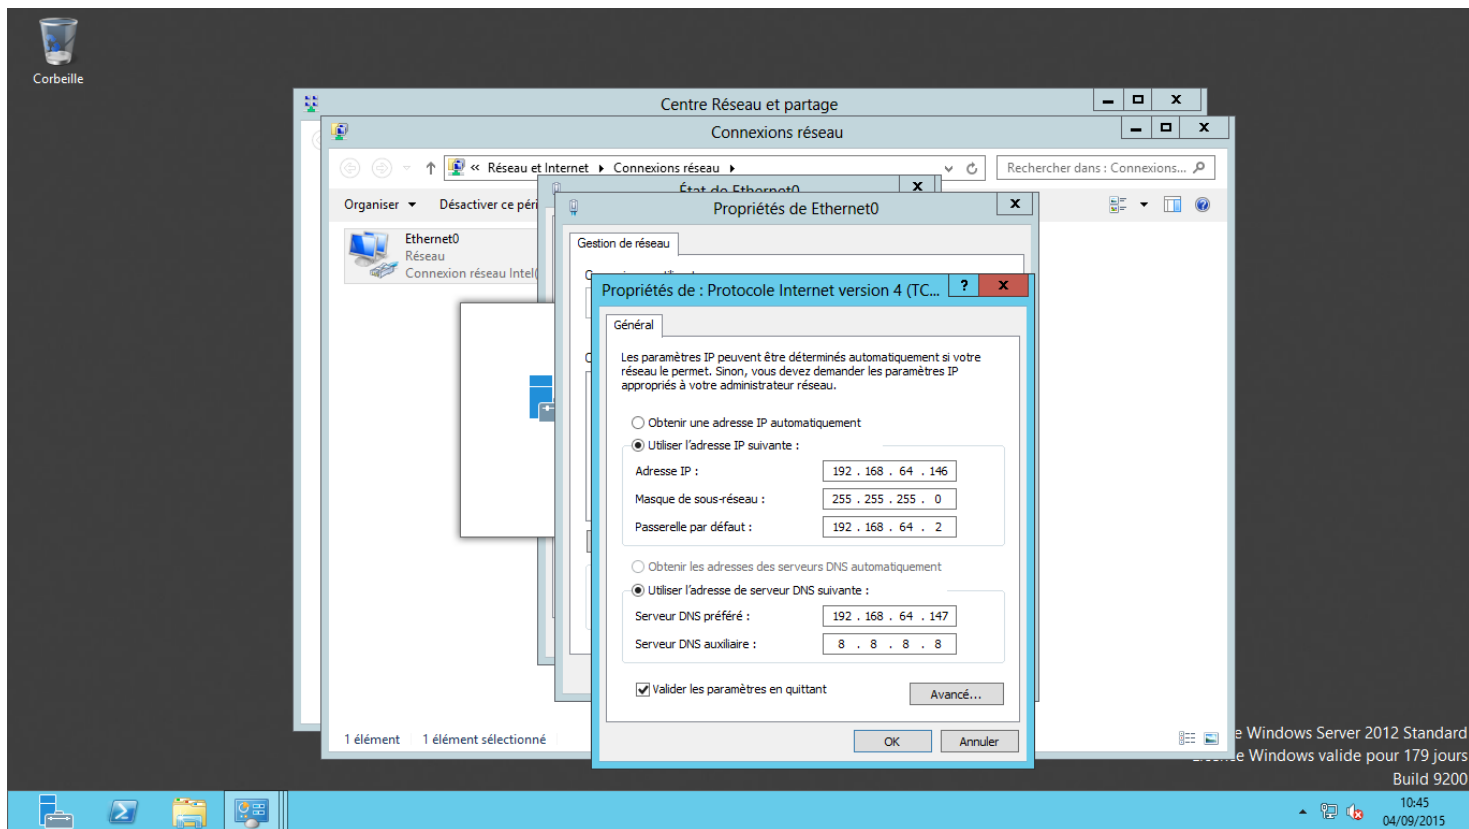 Corbeille
Centre Réseau et partage
Connexions réseau
« Réseau et Internet Connexions réseau
Rechercher dans : Connexions...
Organiser
Désactiver ce péri
État de Ethernet0
Propriétés de Ethernet0
Gestion de réseau
Ethernet0
Réseau
Connexion réseau Intel(
Propriétés de : Protocole Internet version 4 (TC...
Général
Les paramètres IP peuvent être déterminés automatiquement si votre
réseau le permet. Sinon, vous devez demander les paramètres IP
appropriés à votre administrateur réseau.
Obtenir une adresse IP automatiquement
Utiliser l'adresse IP suivante :
Adresse IP : 192 . 168 . 64 . 146
Masque de sous-réseau : 255 . 255 . 255 . 0
Passerelle par défaut : 192 . 168 . 64 . 2
Obtenir les adresses des serveurs DNS automatiquement
Utiliser l'adresse de serveur DNS suivante :
Serveur DNS préféré : 192 . 168 . 64 . 147
Serveur DNS auxiliaire : 8 . 8 . 8 . 8
Valider les paramètres en quittant
Avancé...
OK
Annuler
1 élément
1 élément sélectionné
e Windows Server 2012 Standard
Windows valide pour 179 jours
Build 9200
10:45
04/09/2015